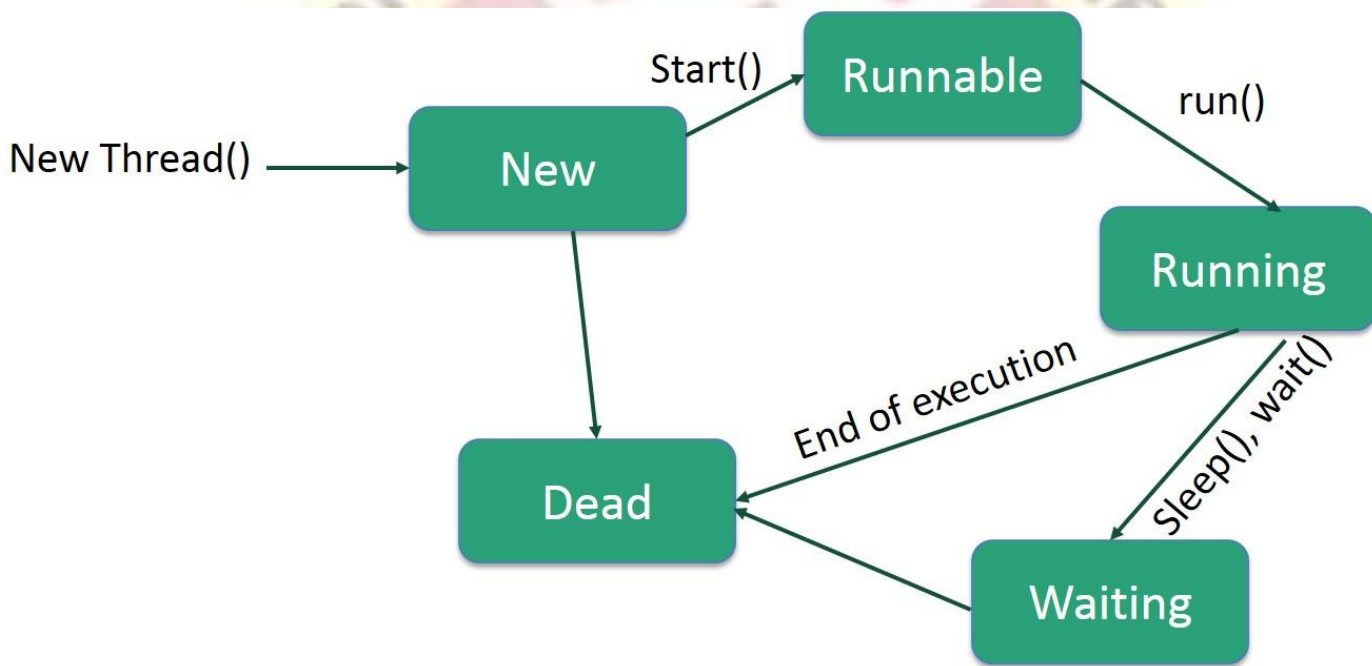 New Thread()
New
Start()
Runnable
run()
Running
End of execution
Sleep(), wait()
Dead
Waiting